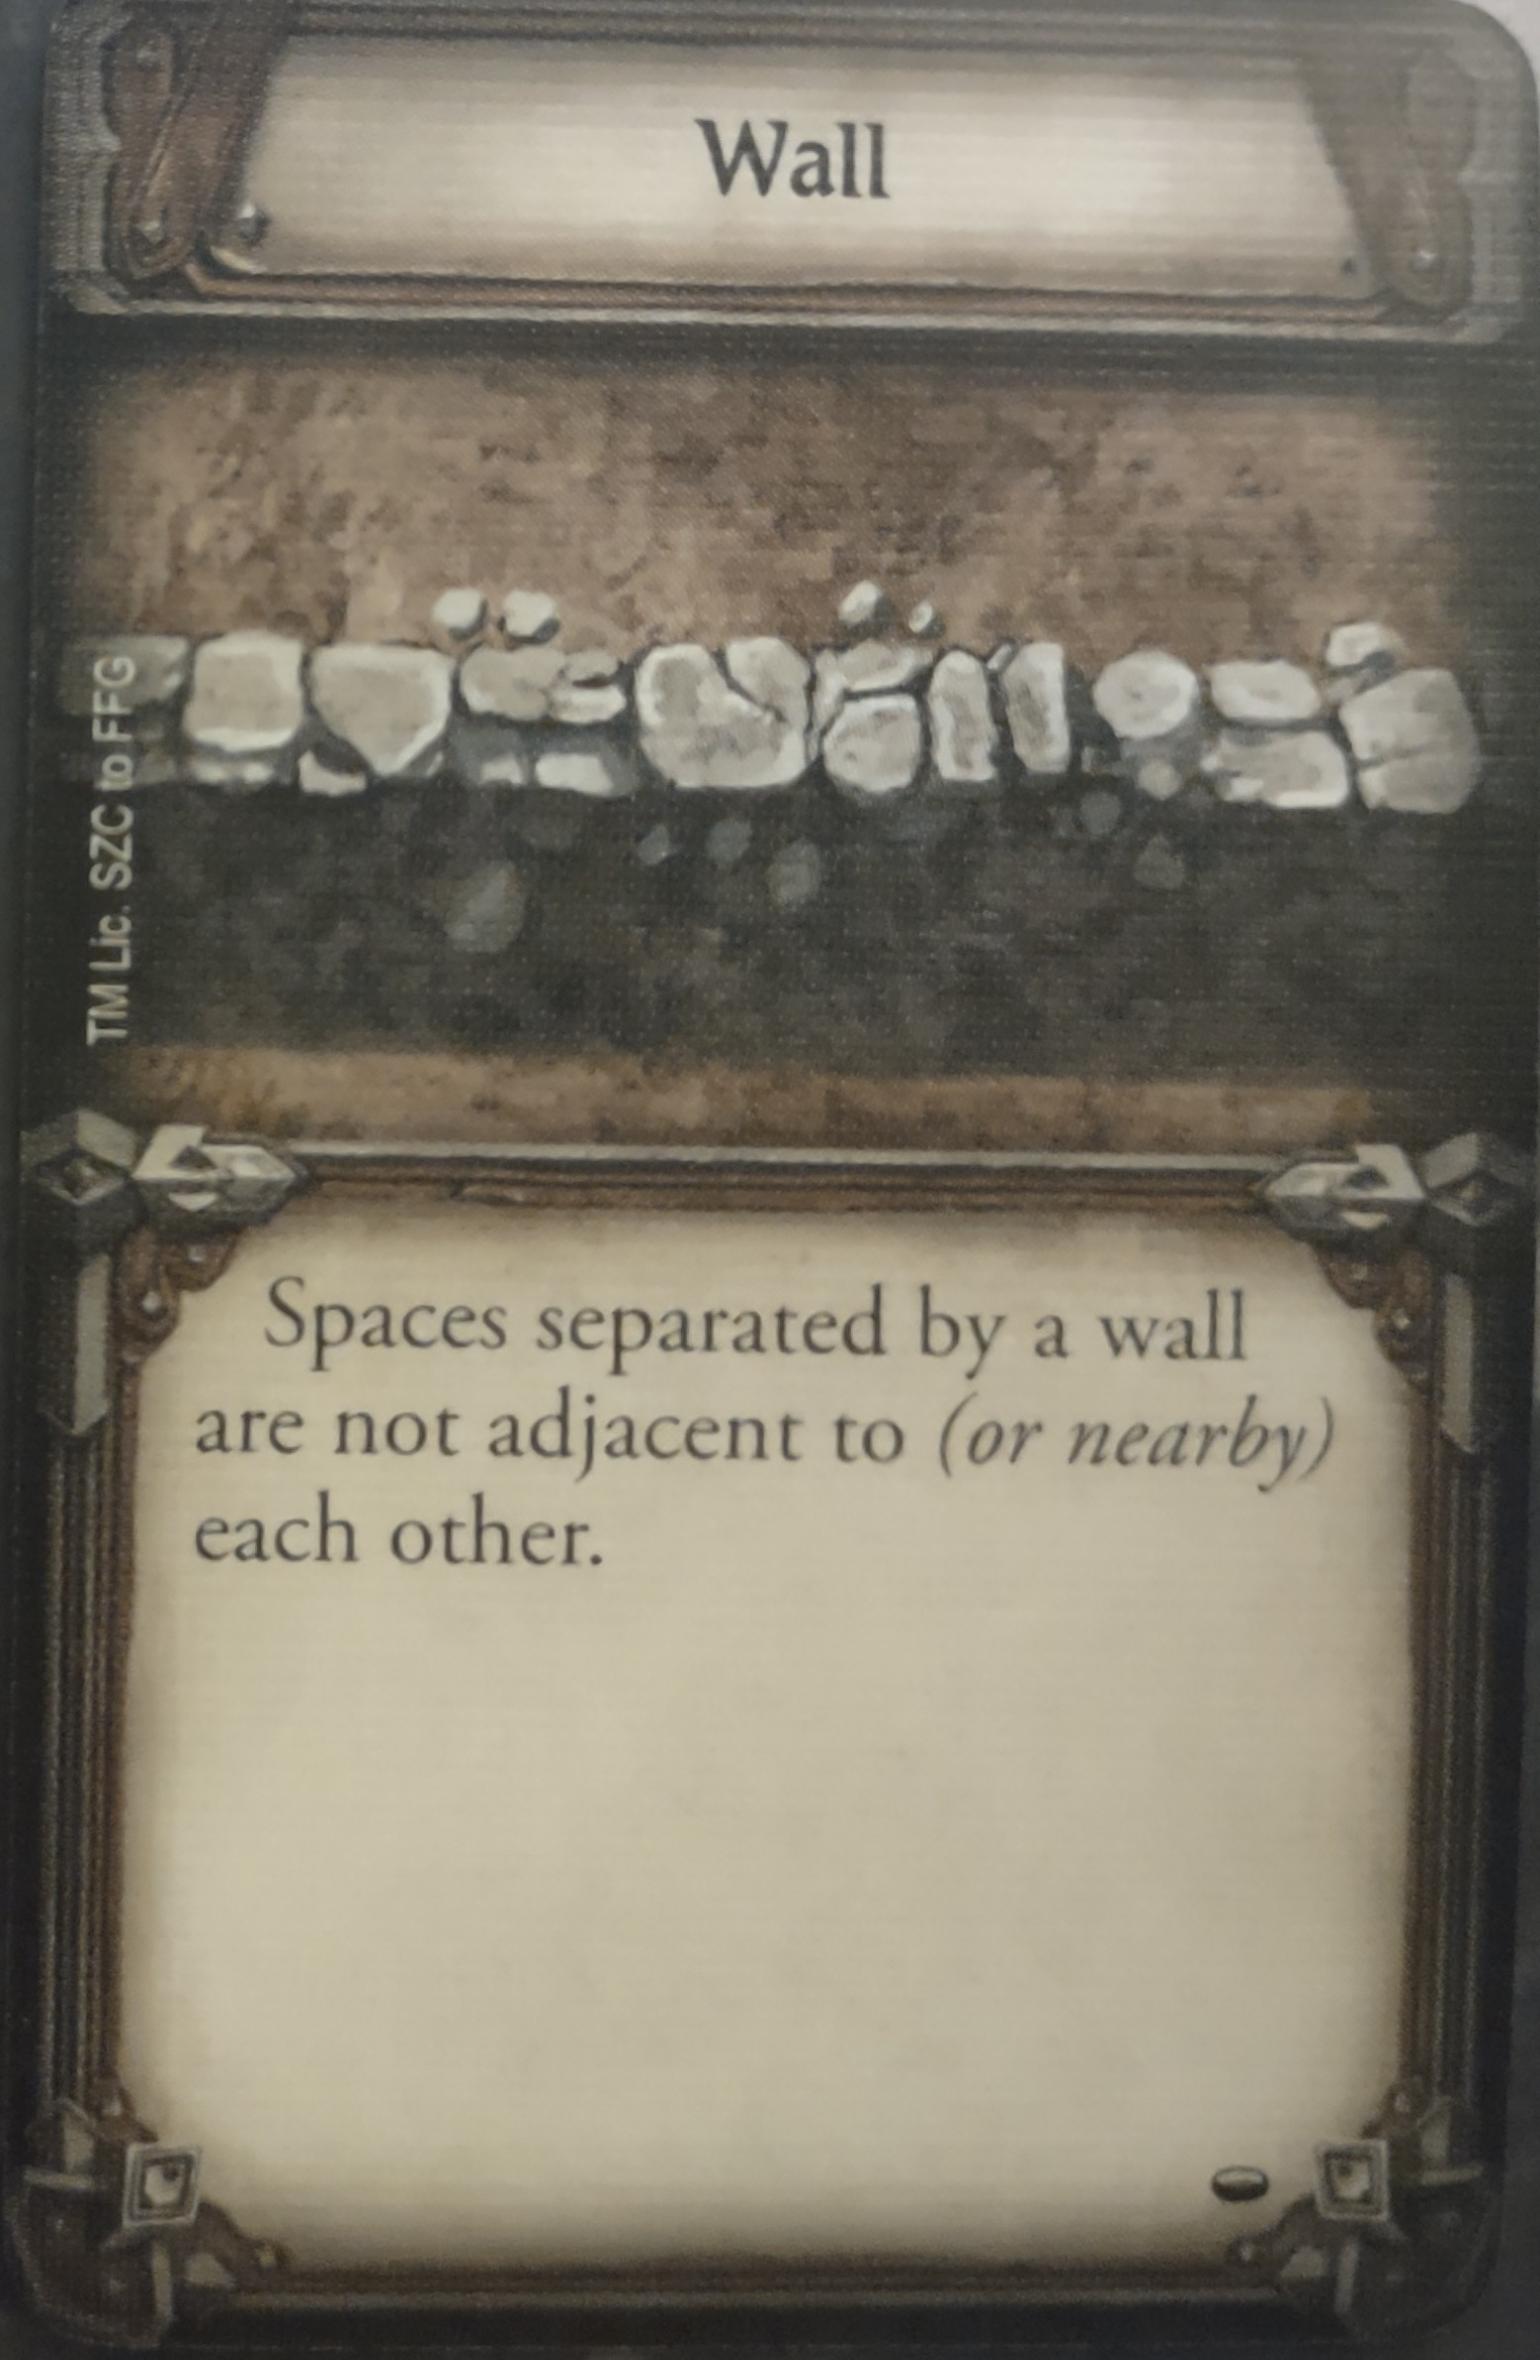 Wall
TM Lic. SZC to FFG
Spaces separated by a wall
are not adjacent to (or nearby)
each other.